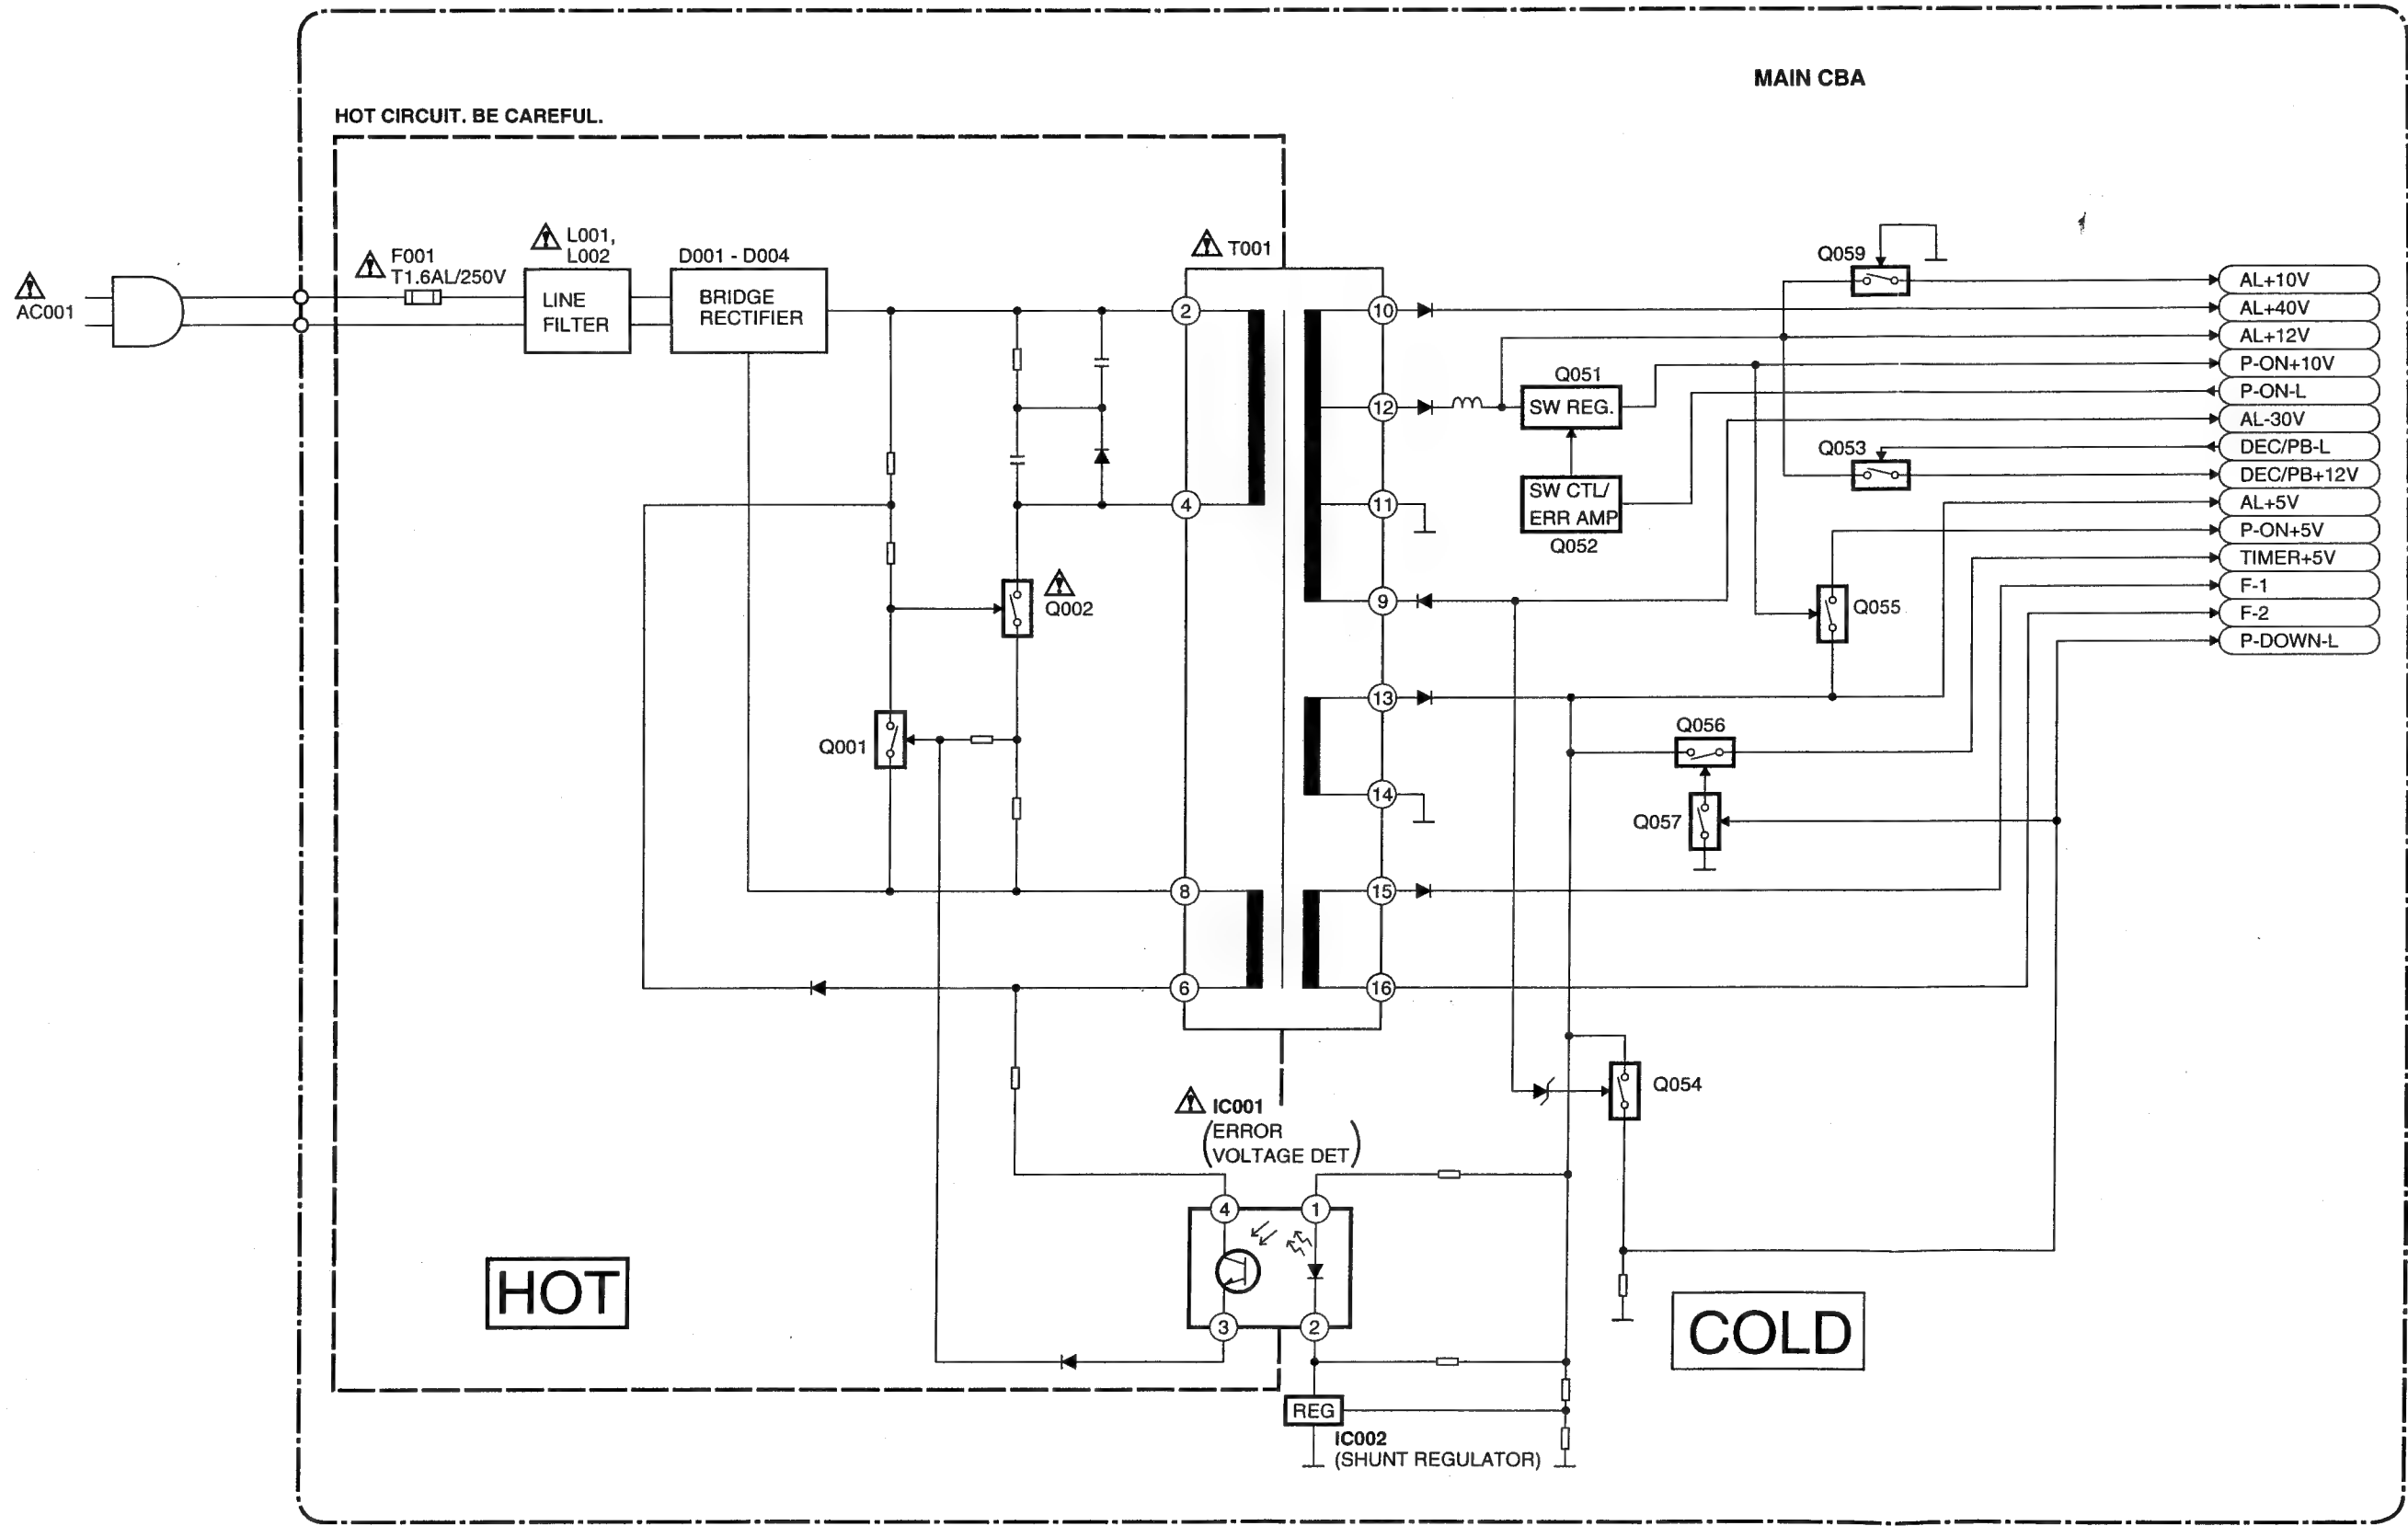 MAIN CBA
HOT CIRCUIT. BE CAREFUL.
AC001
F001
T1.6AL/250V
L001,
L002
LINE
FILTER
D001 - D004
BRIDGE
RECTIFIER
T001
2
4
8
6
10
12
11
9
13
14
15
16
Q001
Q002
Q051
SW REG.
SW CTL/
ERR AMP
Q052
Q059
Q053
Q055
Q056
Q057
Q054
AL+10V
AL+40V
AL+12V
P-ON+10V
P-ON-L
AL-30V
DEC/PB-L
DEC/PB+12V
AL+5V
P-ON+5V
TIMER+5V
F-1
F-2
P-DOWN-L
IC001
(ERROR
VOLTAGE DET)
4
1
3
2
REG
IC002
(SHUNT REGULATOR)
HOT
COLD